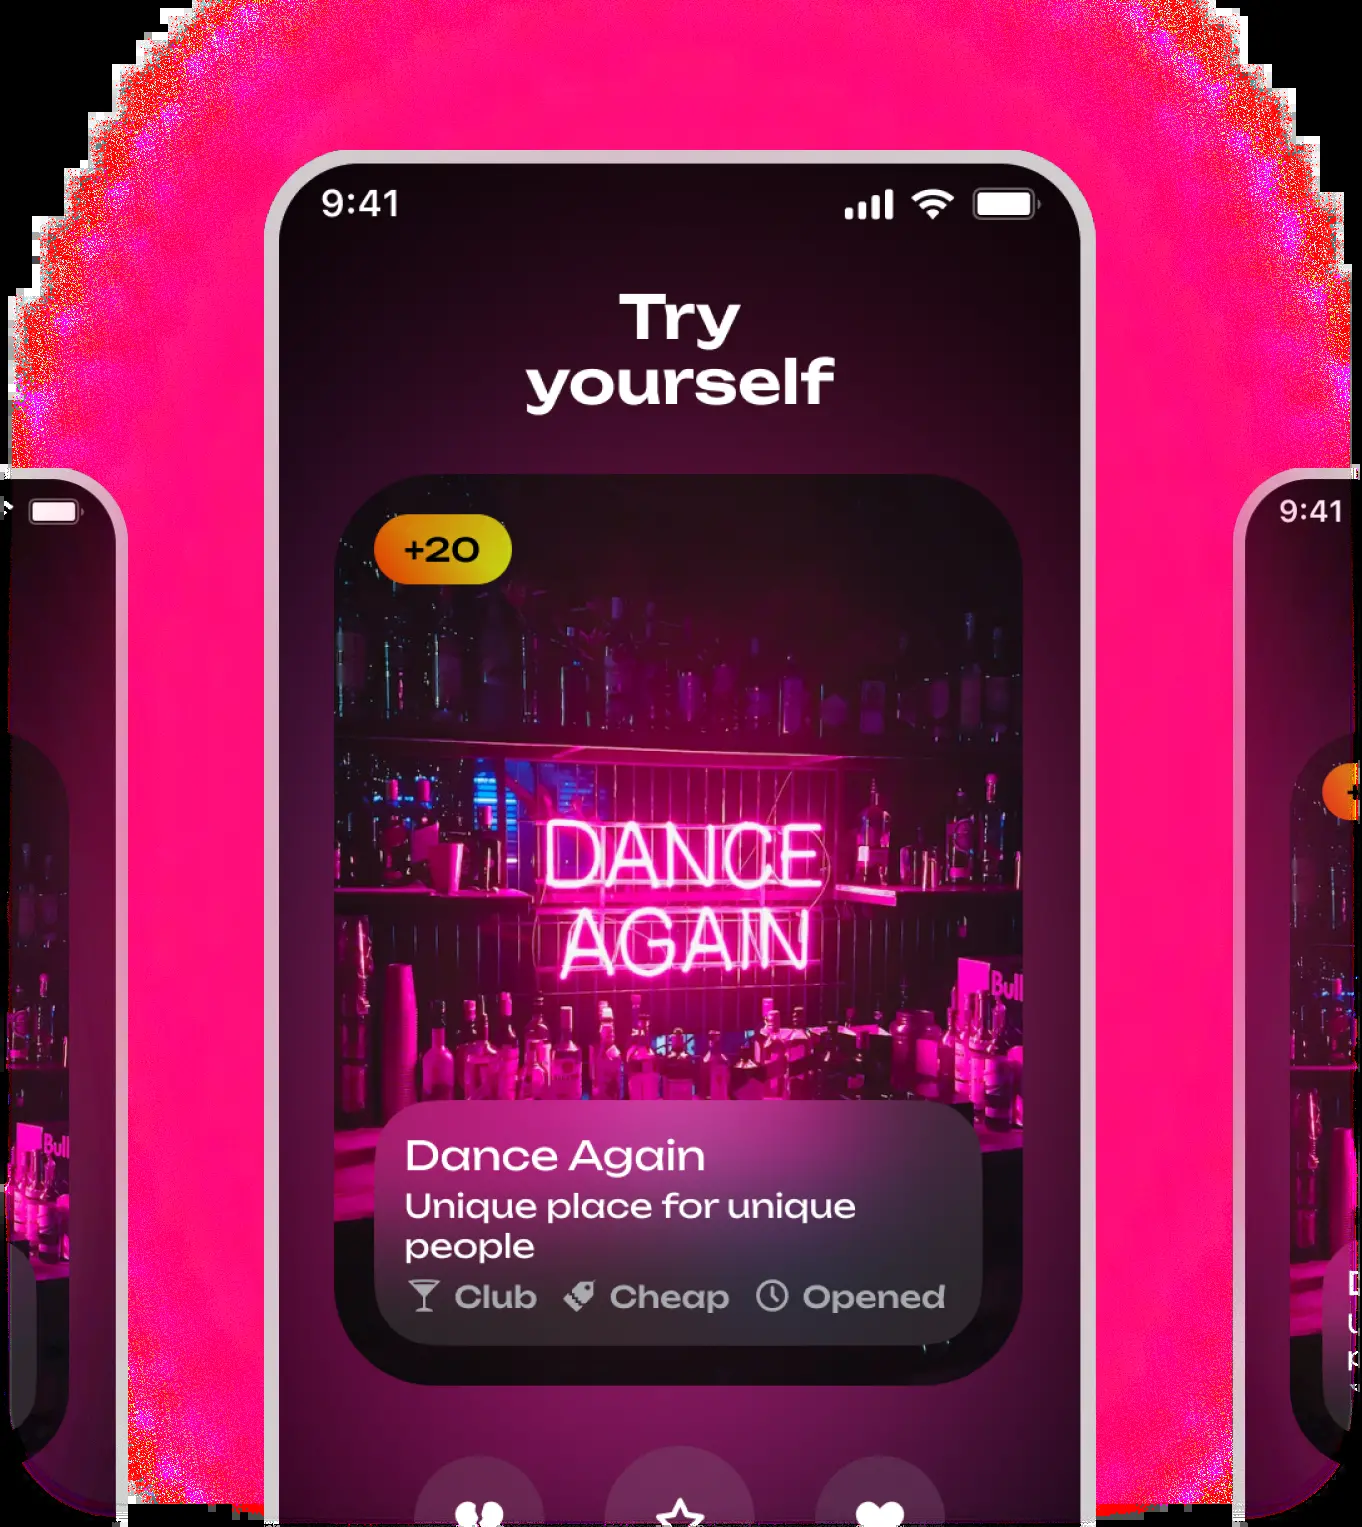 9:41
Try
yourself
9:41
+20
DANCE
AGAIN
Bull
Bull
Dance Again
Unique place for unique
people
Club Cheap Opened